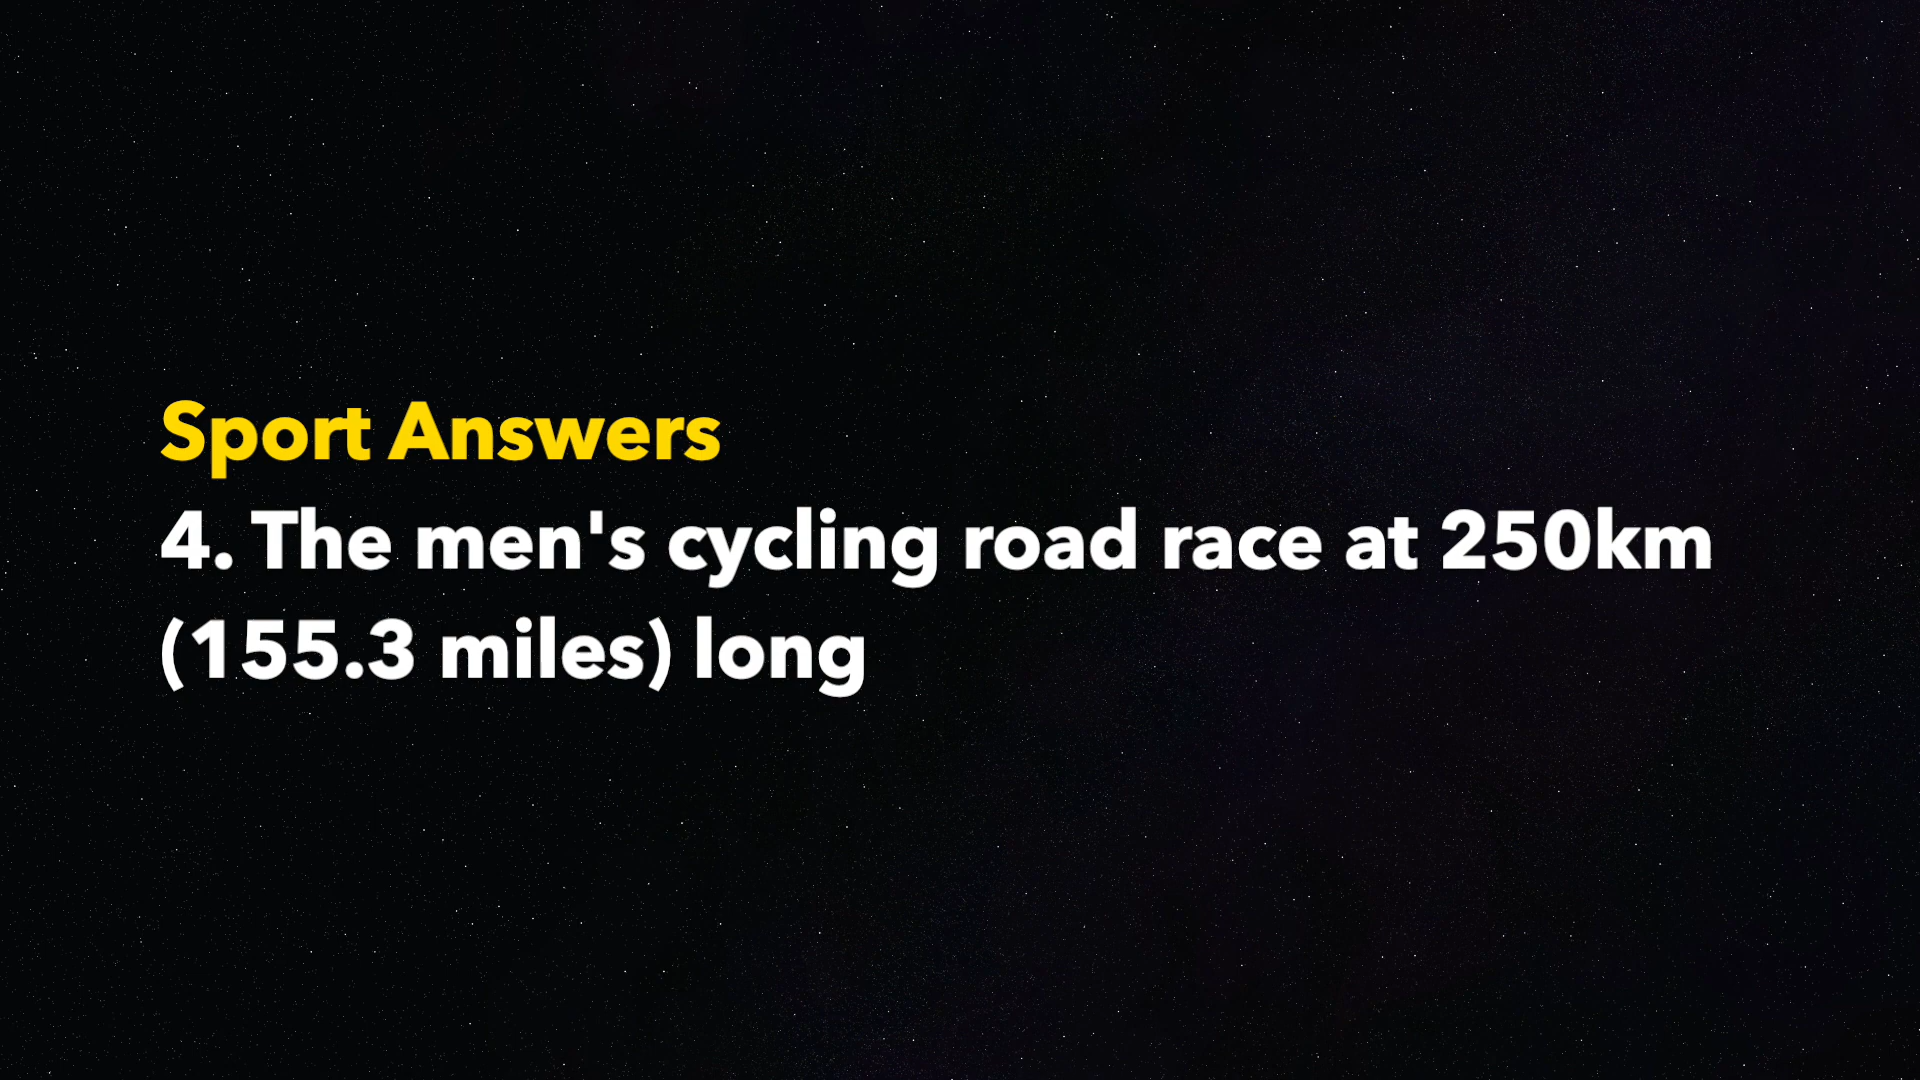 Sport Answers
4. The men's cycling road race at 250km
(155.3 miles) long